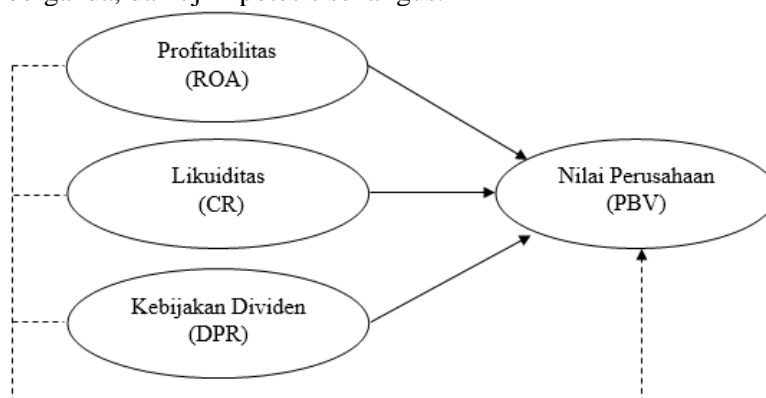 Profitabilitas
(ROA)
Likuiditas
(CR)
Nilai Perusahaan
(PBV)
Kebijakan Dividen
(DPR)